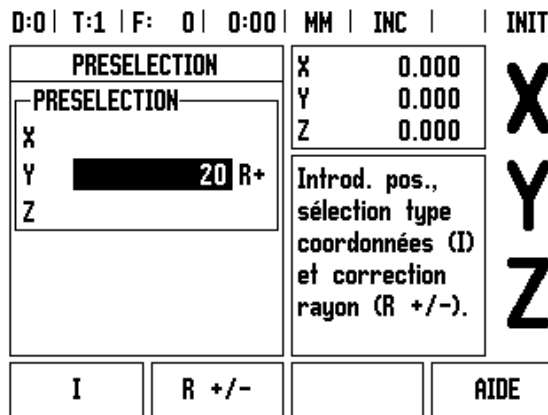 D:0 | T:1 | F: 0 | 0:00 | MM | INC | | INIT
PRESELECTION
PRESELECTION
X
Y 20 R+
Z
X 0.000
Y 0.000
Z 0.000
Introd. pos.,
sélection type
coordonnées (I)
et correction
rayon (R +/-).
X
Y
Z
I
R +/-
AIDE